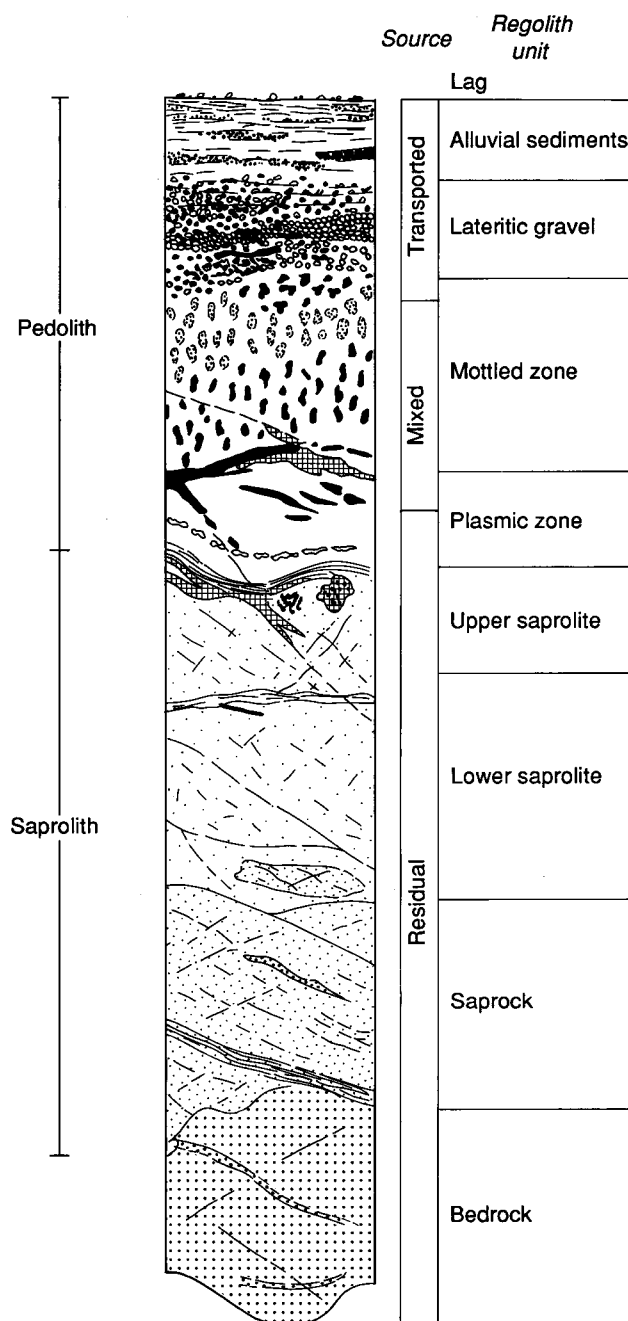 Source
Regolith
unit
Lag
Transported
Alluvial sediments
Lateritic gravel
Pedolith
Mixed
Mottled zone
Plasmic zone
Upper saprolite
Saprolith
Residual
Lower saprolite
Saprock
Bedrock